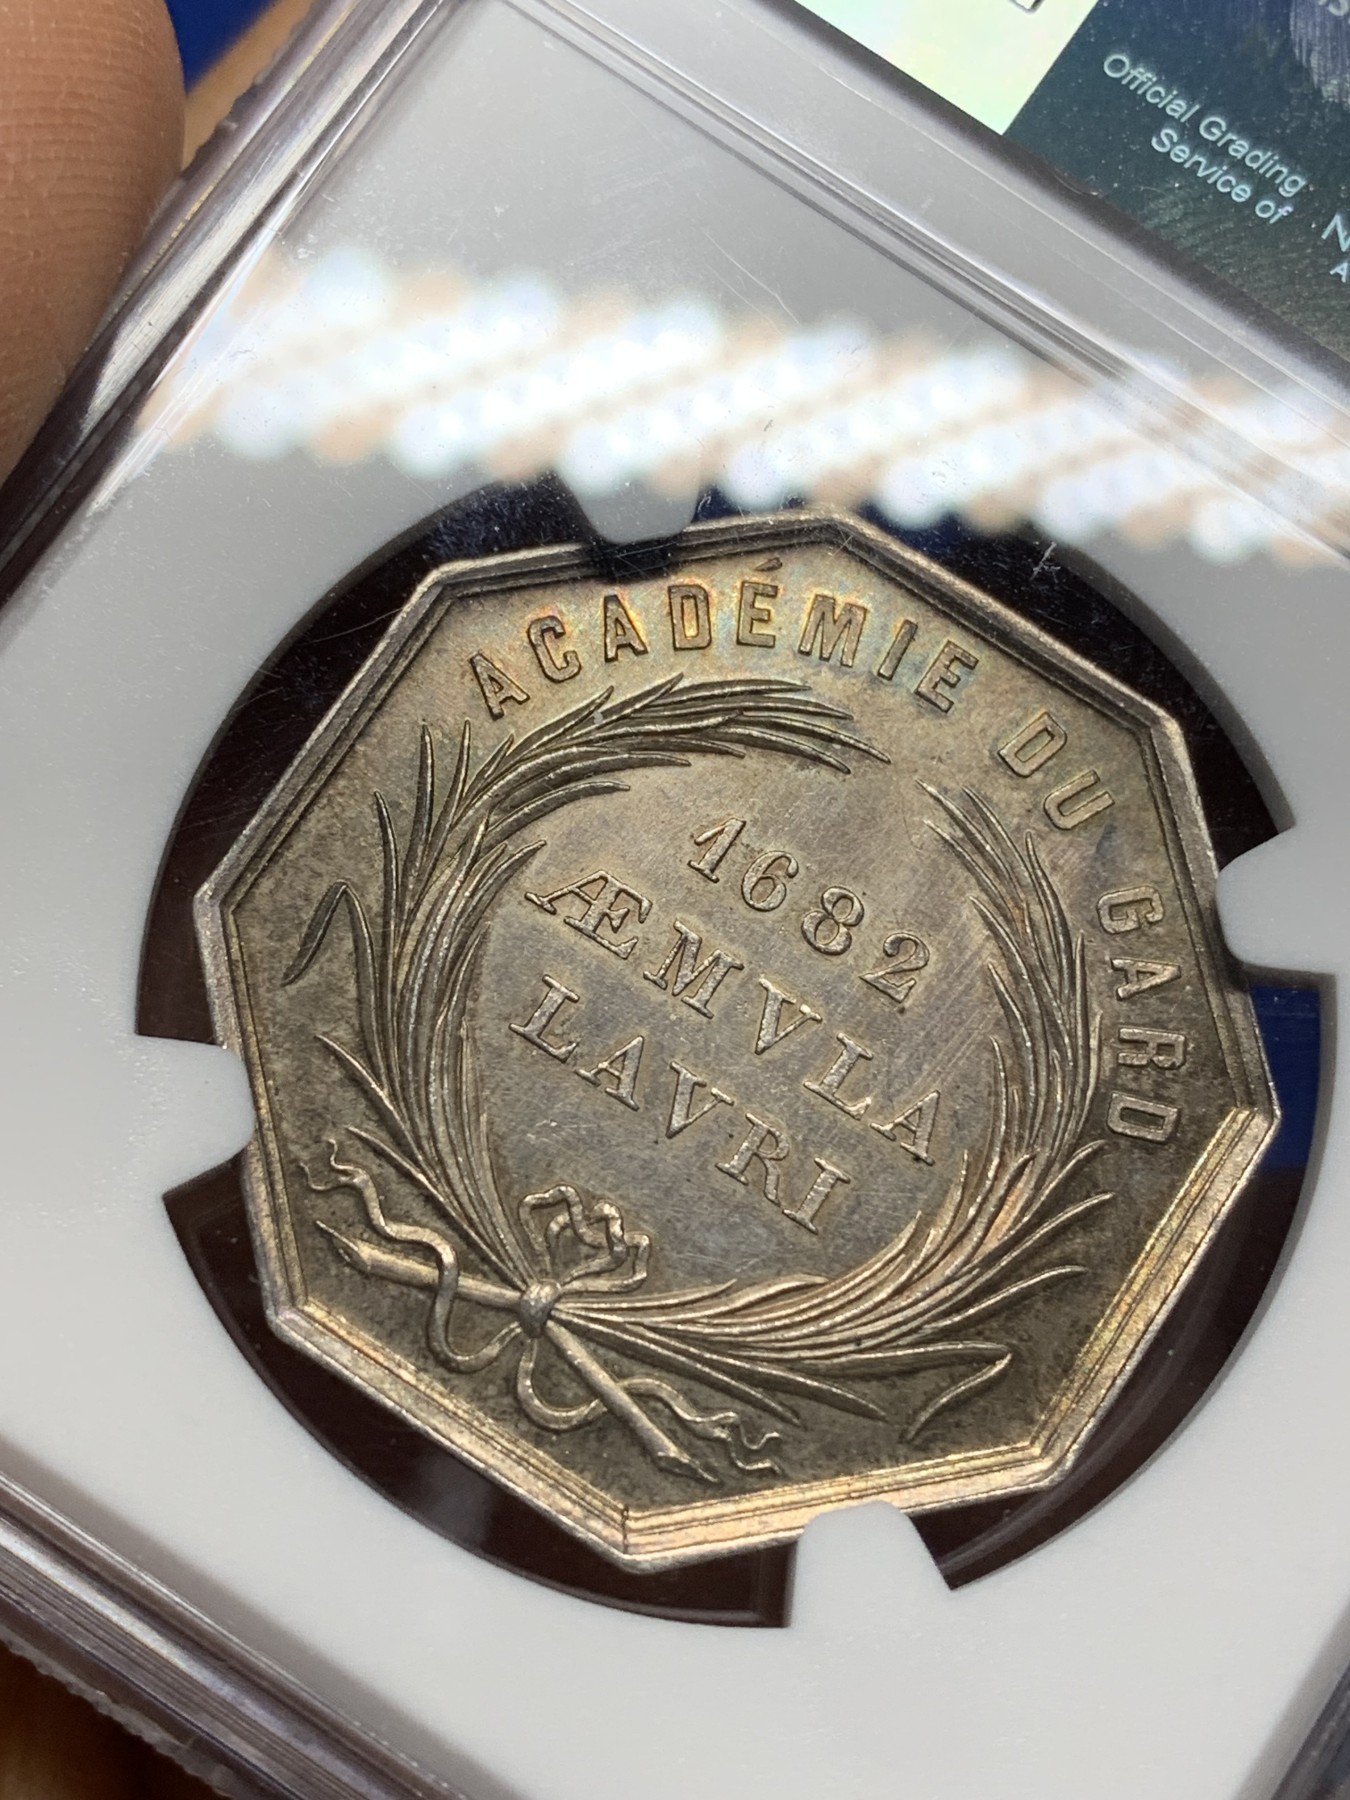 Official Grading
Service of
ACADÉMIE DU GARD
1682
ÆMVLA
LAVRI